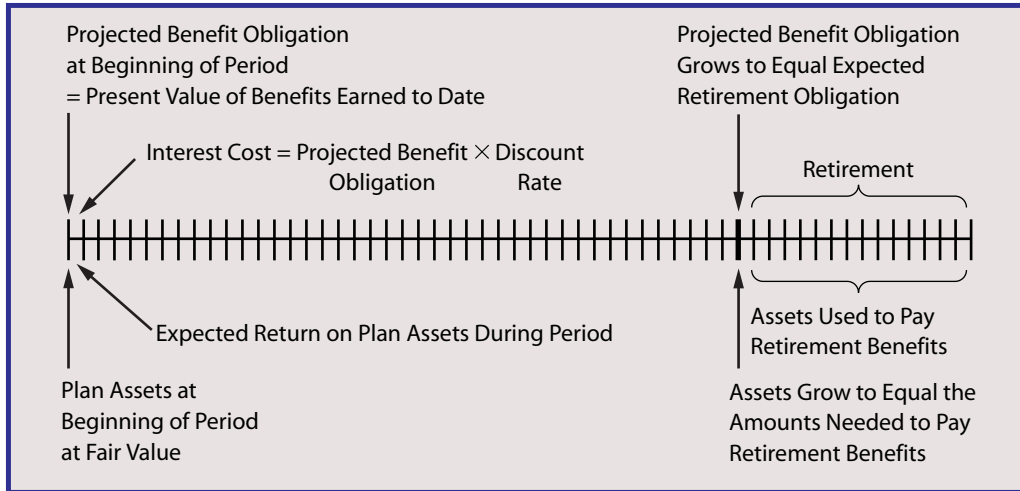 Projected Benefit Obligation
at Beginning of Period
= Present Value of Benefits Earned to Date
Projected Benefit Obligation
Grows to Equal Expected
Retirement Obligation
Interest Cost = Projected Benefit × Discount
Obligation Rate
Retirement
Expected Return on Plan Assets During Period
Assets Used to Pay
Retirement Benefits
Plan Assets at
Beginning of Period
at Fair Value
Assets Grow to Equal the
Amounts Needed to Pay
Retirement Benefits